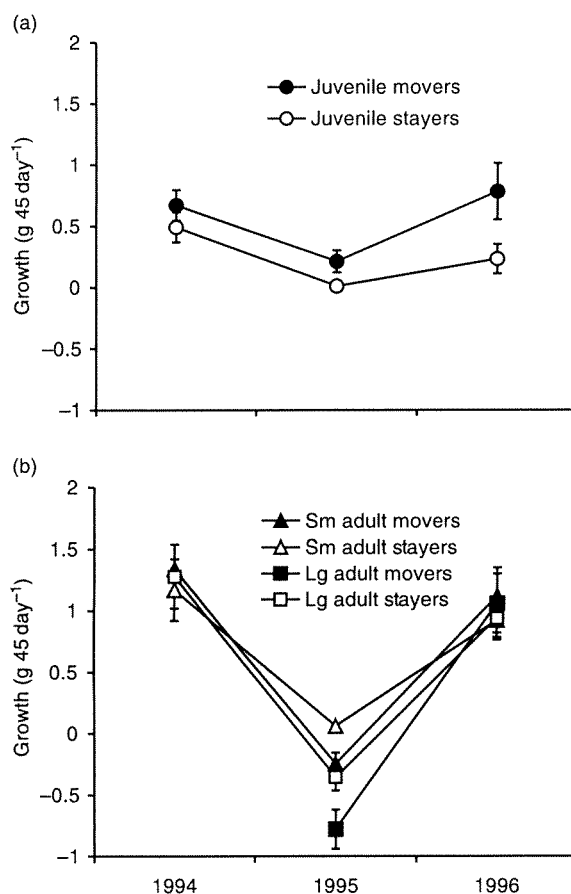 (a)
2
1.5
1
0.5
0
−0.5
−1
Growth (g 45 day⁻¹)
Juvenile movers
Juvenile stayers
(b)
2
1.5
1
0.5
0
−0.5
−1
Growth (g 45 day⁻¹)
Sm adult movers
Sm adult stayers
Lg adult movers
Lg adult stayers
1994 1995 1996